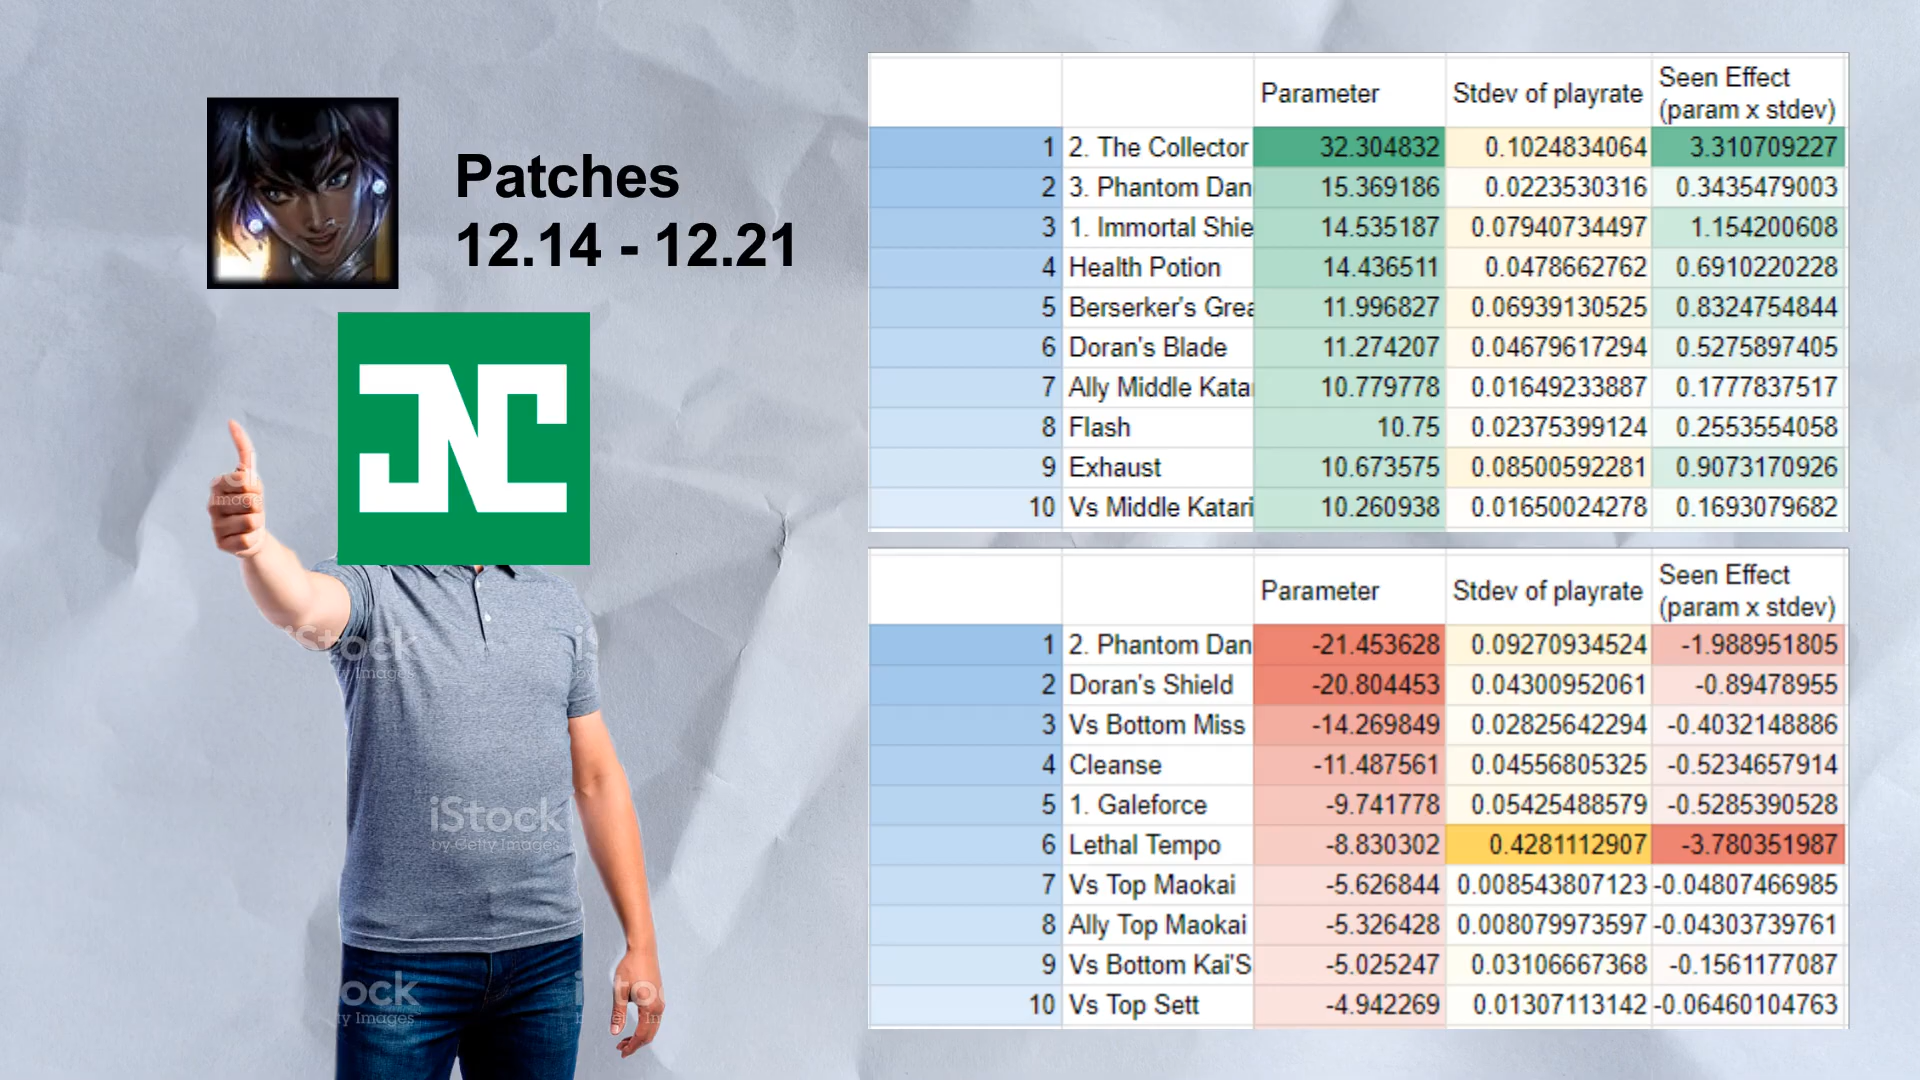 Patches
12.14 - 12.21
Parameter Stdev of playrate Seen Effect (param x stdev)
1 2. The Collector 32.304832 0.1024834064 3.310709227
2 3. Phantom Dan 15.369186 0.0223530316 0.3435479003
3 1. Immortal Shie 14.535187 0.07940734497 1.154200608
4 Health Potion 14.436511 0.0478662762 0.6910220228
5 Berserker's Grea 11.996827 0.06939130525 0.8324754844
6 Doran's Blade 11.274207 0.04679617294 0.5275897405
7 Ally Middle Katar 10.779778 0.01649233887 0.1777837517
8 Flash 10.75 0.02375399124 0.2553554058
9 Exhaust 10.673575 0.08500592281 0.9073170926
10 Vs Middle Katari 10.260938 0.01650024278 0.1693079682
Parameter Stdev of playrate Seen Effect (param x stdev)
1 2. Phantom Dan -21.453628 0.09270934524 -1.988951805
2 Doran's Shield -20.804453 0.04300952061 -0.89478955
3 Vs Bottom Miss -14.269849 0.02825642294 -0.4032148886
4 Cleanse -11.487561 0.04556805325 -0.5234657914
5 1. Galeforce -9.741778 0.05425488579 -0.5285390528
6 Lethal Tempo -8.830302 0.4281112907 -3.780351987
7 Vs Top Maokai -5.626844 0.008543807123 -0.04807466985
8 Ally Top Maokai -5.326428 0.008079973597 -0.04303739761
9 Vs Bottom Kai'S -5.025247 0.03106667368 -0.1561177087
10 Vs Top Sett -4.942269 0.01307113142 -0.06460104763
iStock
by Getty Images